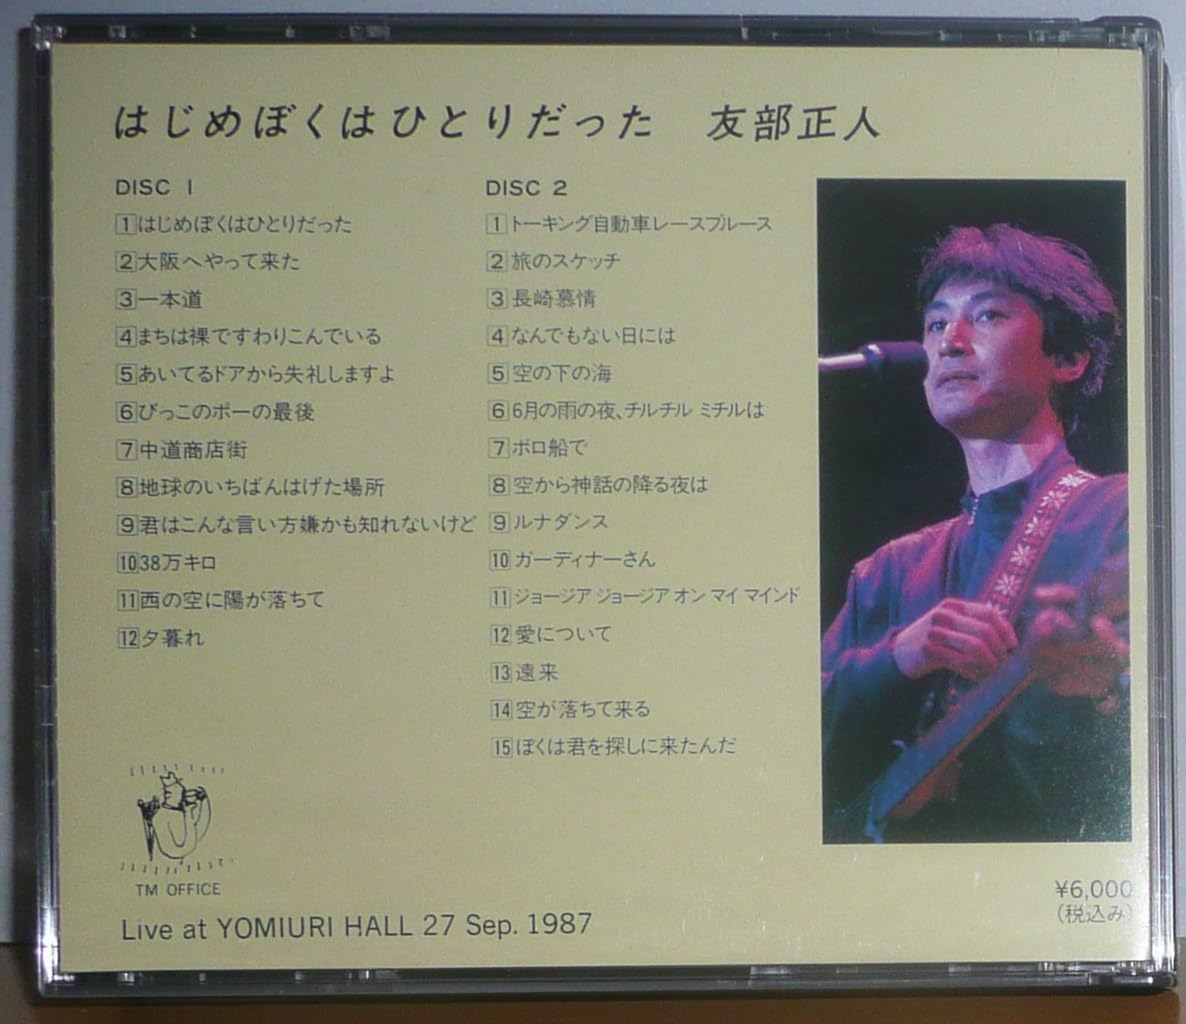 はじめぼくはひとりだった 友部正人
DISC 1
1 はじめぼくはひとりだった
2 大阪へやって来た
3 一本道
4 まちは裸ですわりこんでいる
5 あいてるドアから失礼しますよ
6 びっこのポーの最後
7 中道商店街
8 地球のいちばんはげた場所
9 君はこんな言い方嫌かも知れないけど
10 38万キロ
11 西の空に陽が落ちて
12 夕暮れ
DISC 2
1 トーキング自動車レースブルース
2 旅のスケッチ
3 長崎慕情
4 なんでもない日には
5 空の下の海
6 6月の雨の夜、チルチル ミチルは
7 ボロ船で
8 空から神話の降る夜は
9 ルナダンス
10 ガーディナーさん
11 ジョージア ジョージア オン マイ マインド
12 愛について
13 遠来
14 空が落ちて来る
15 ぼくは君を探しに来たんだ
TM OFFICE
Live at YOMIURI HALL 27 Sep. 1987
¥6,000
(税込み)